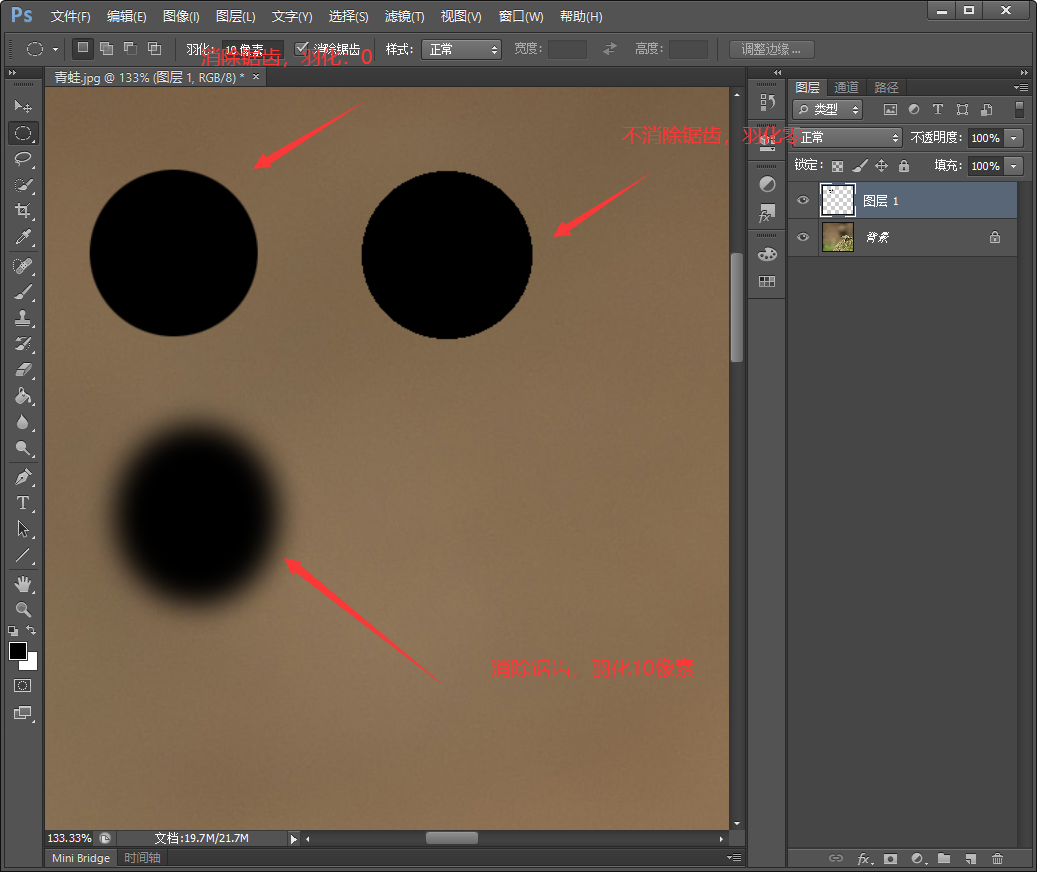 Ps 文件(F) 编辑(E) 图像(I) 图层(L) 文字(Y) 选择(S) 滤镜(T) 视图(V) 窗口(W) 帮助(H)
羽化: 10 像素 消除锯齿 样式: 正常 宽度: 高度: 调整边缘...
消除锯齿，羽化：0
青蛙.jpg @ 133% (图层 1, RGB/8) * ×
不消除锯齿，羽化零
消除锯齿，羽化10像素
133.33% 文档:19.7M/21.7M
Mini Bridge 时间轴
图层 通道 路径
类型
正常 不透明度: 100%
锁定: 填充: 100%
图层 1
背景
fx